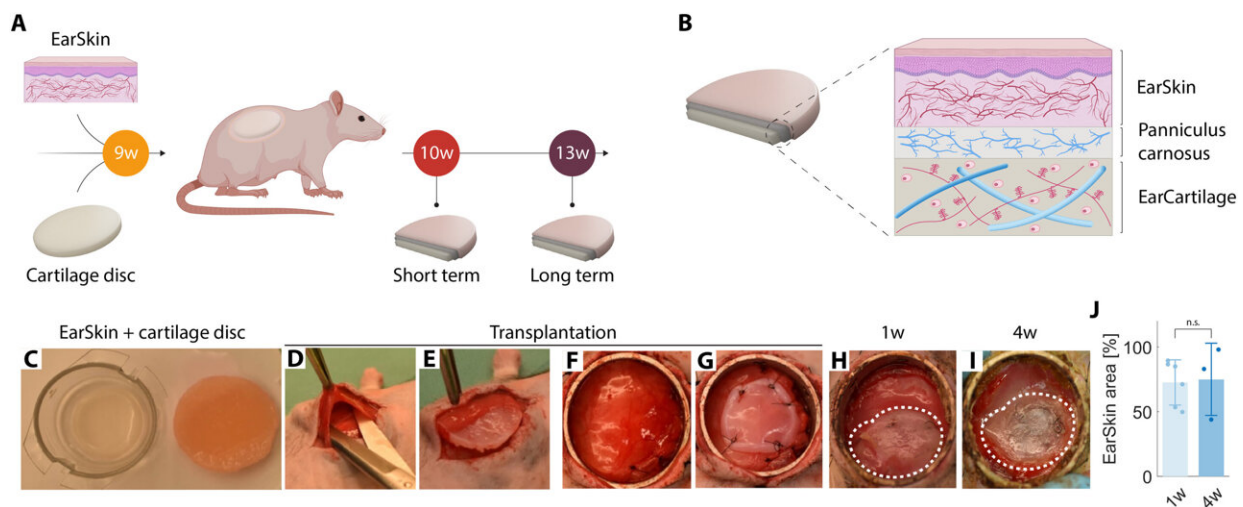 A
EarSkin
9w
10w
13w
Cartilage disc
Short term
Long term
B
EarSkin
Panniculus
carnosus
EarCartilage
EarSkin + cartilage disc
Transplantation
1w
4w
C
D
E
F
G
H
I
J
n.s.
EarSkin area [%]
100
50
0
1w
4w